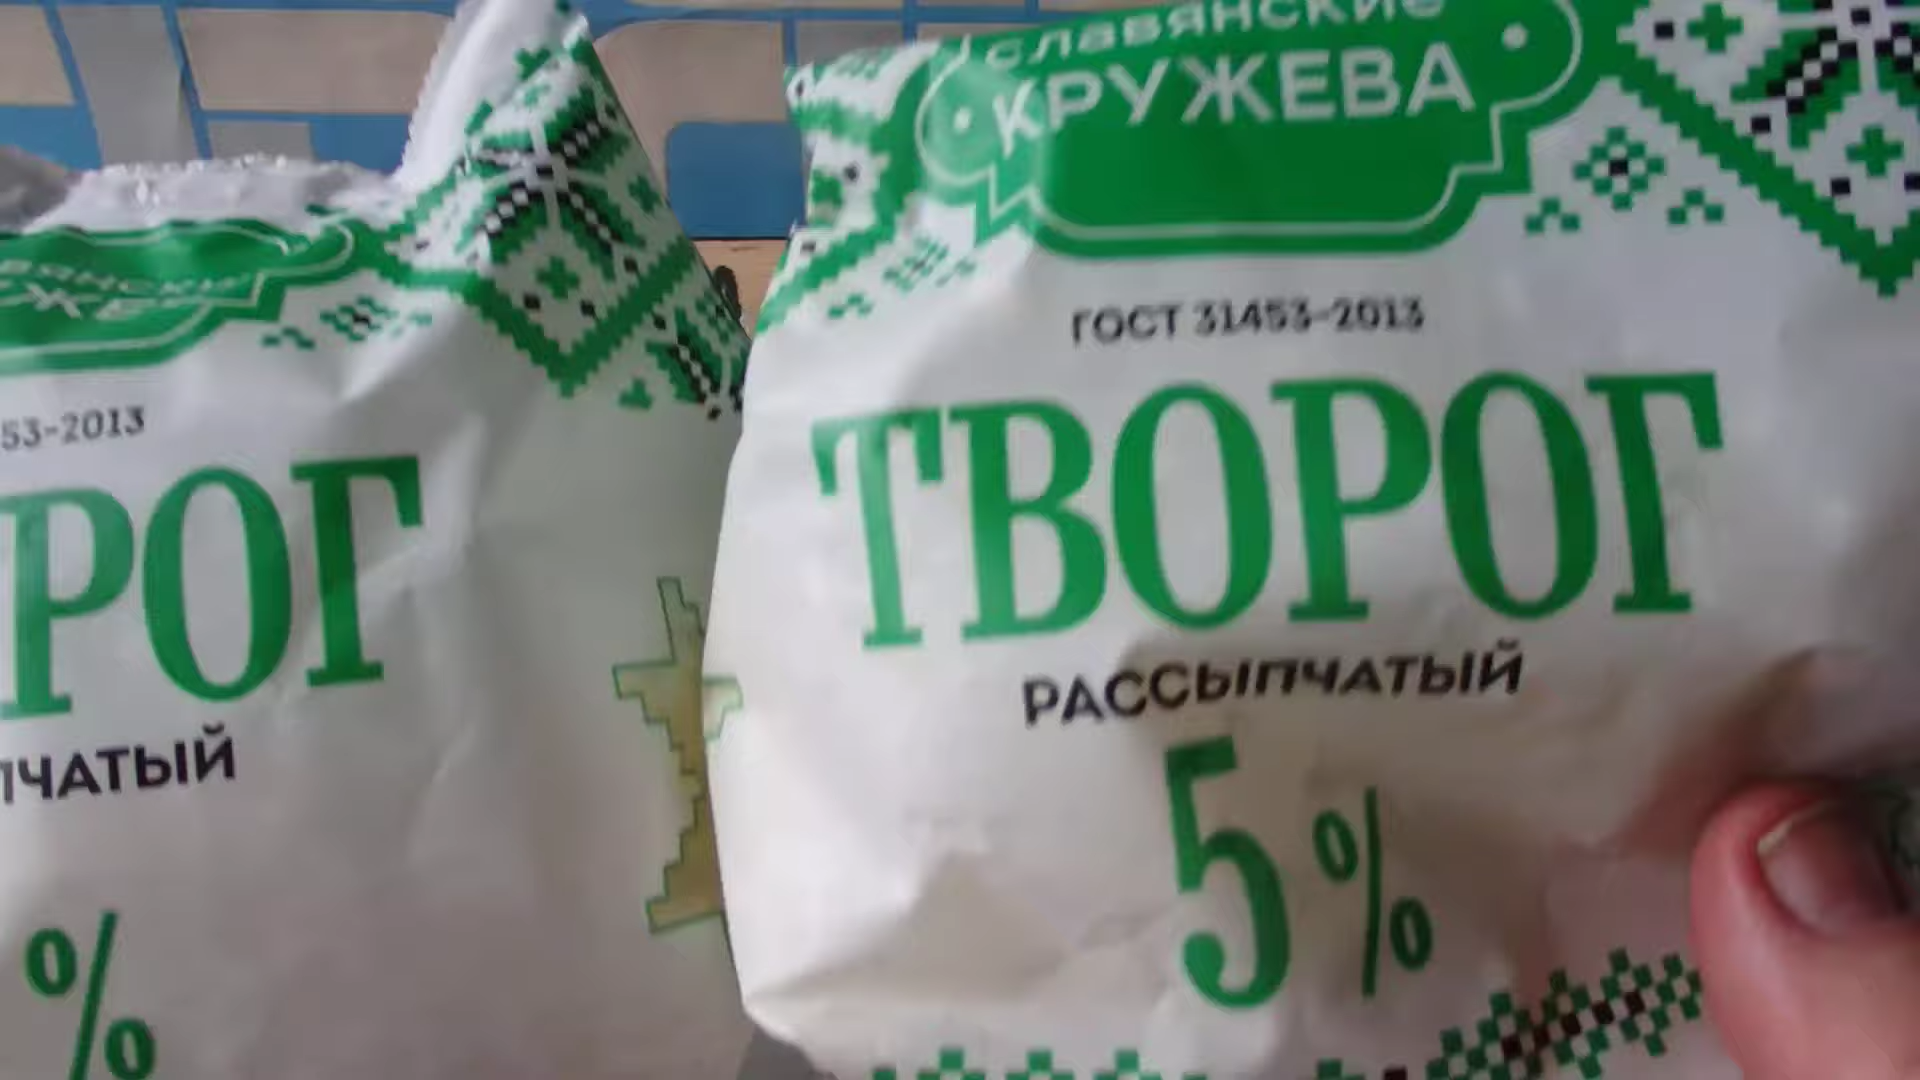 славянские
КРУЖЕВА
ГОСТ 31453-2013
ТВОРОГ
РАССЫПЧАТЫЙ
5%
53-2013
РОГ
ПЧАТЫЙ
%